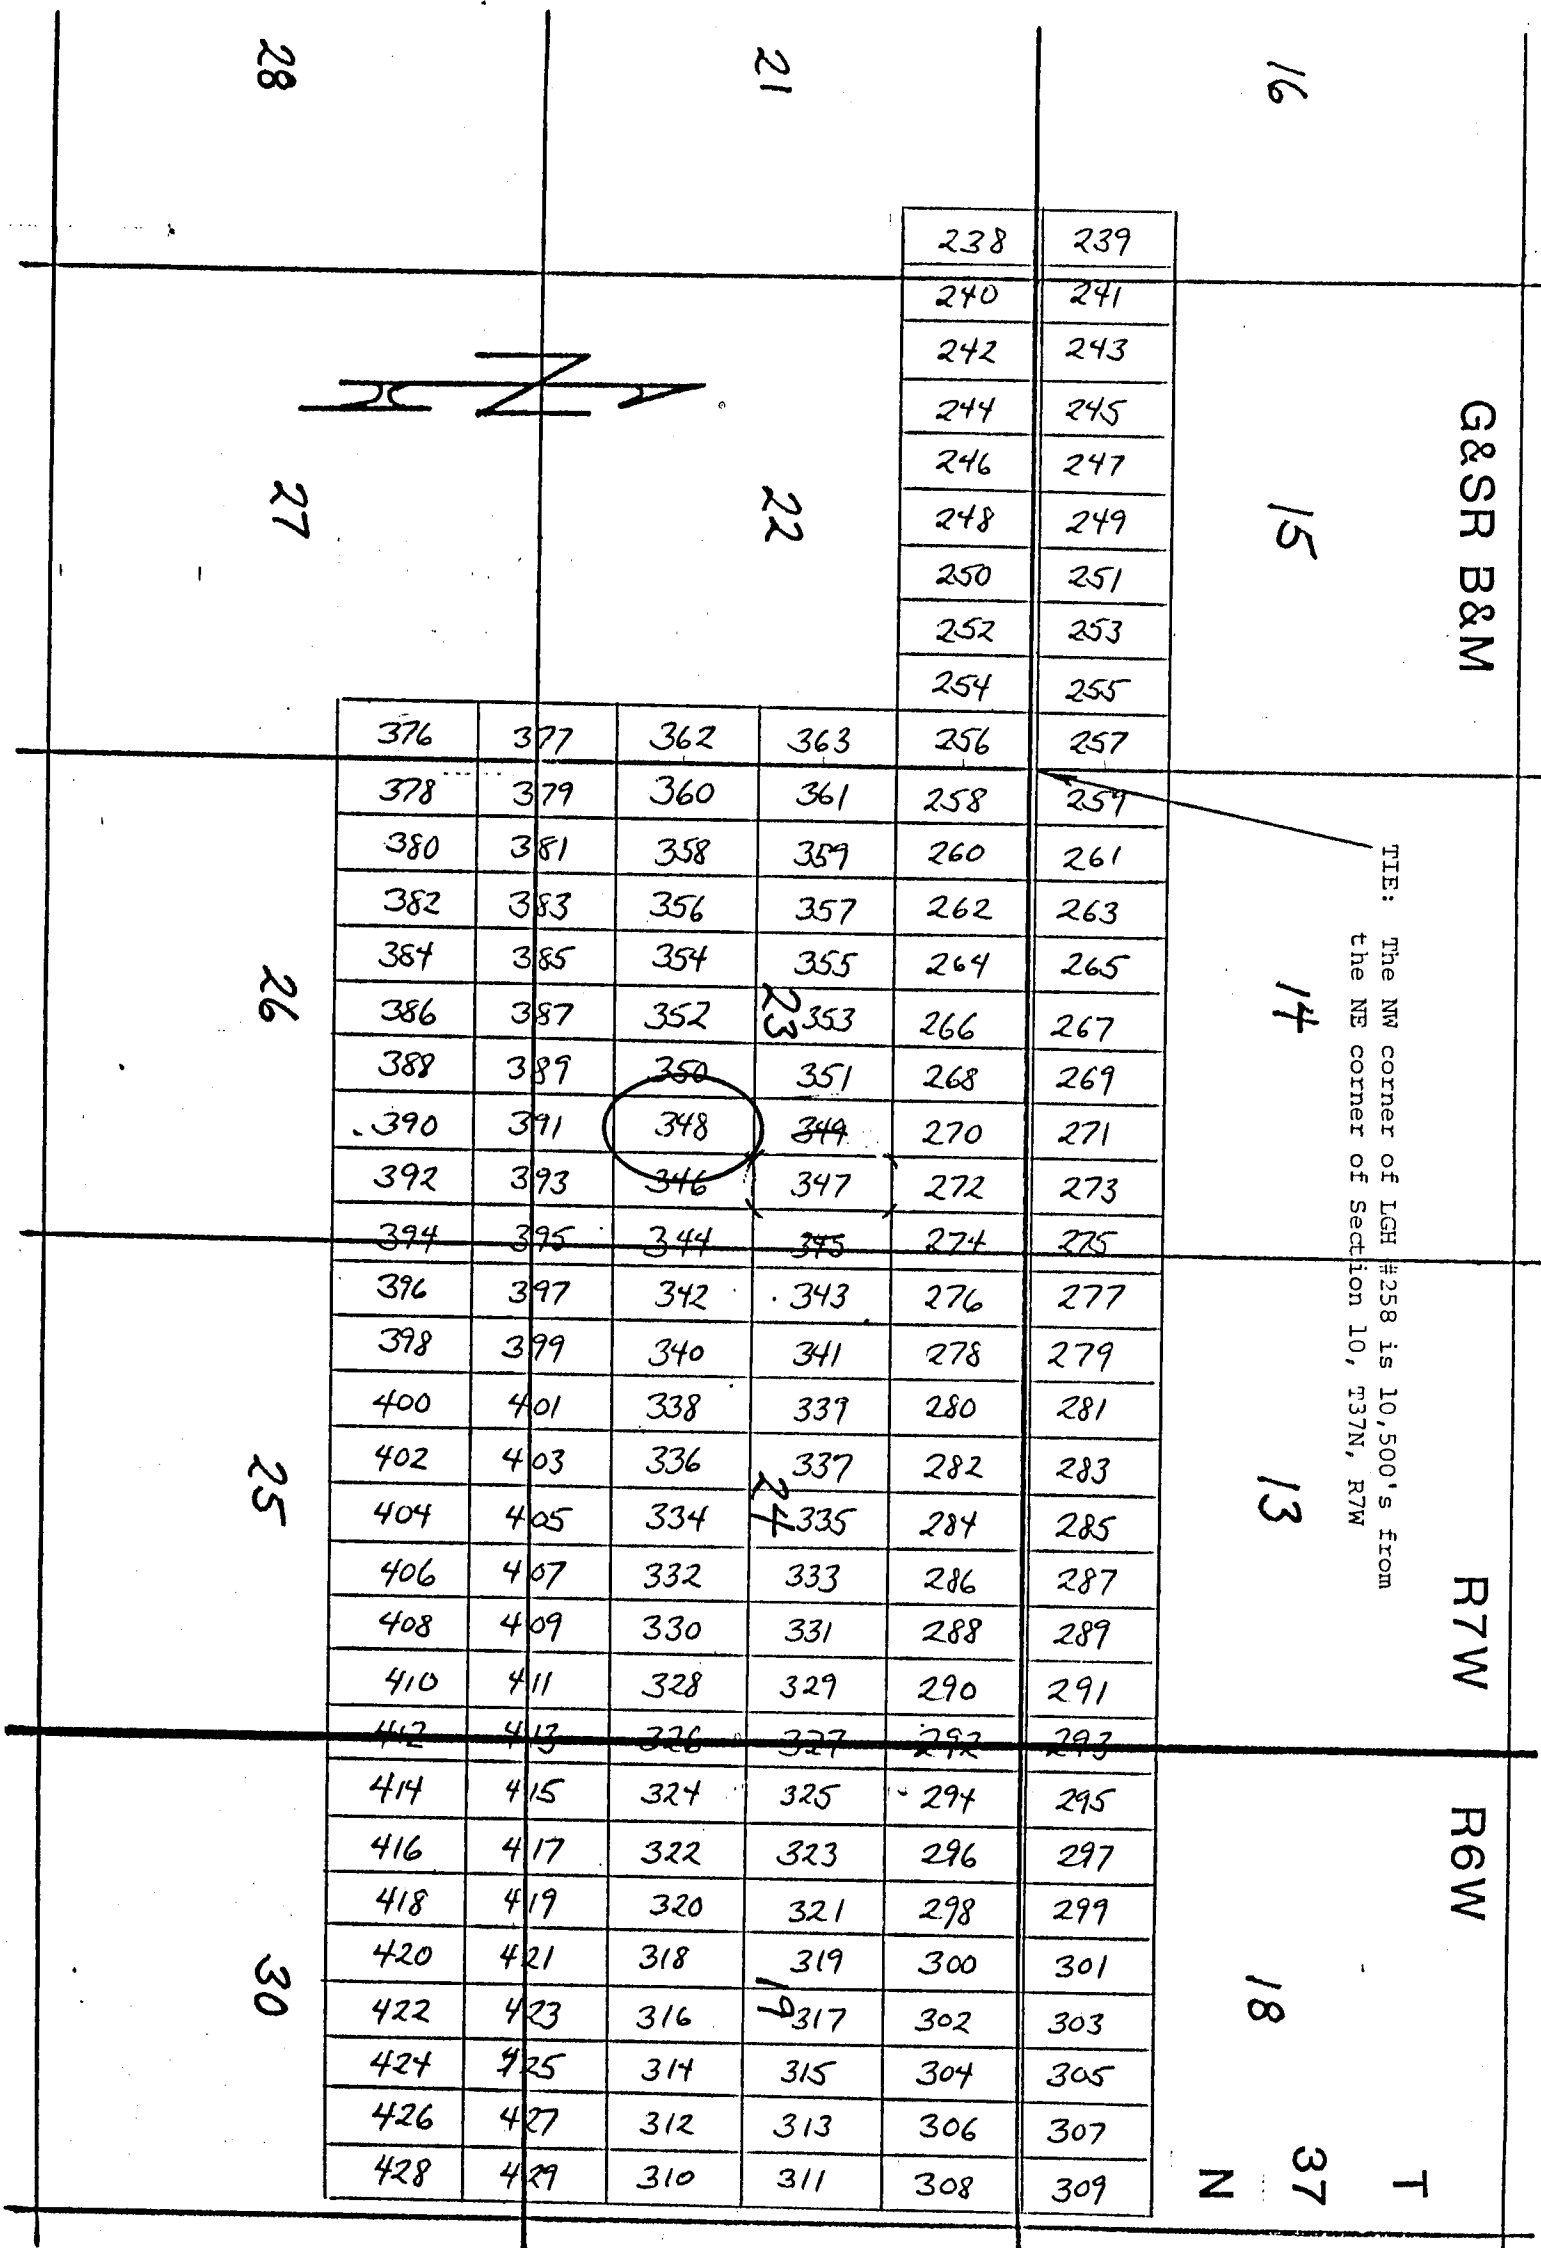 G&SR B&M R7W R6W T
37
N
TIE: The NW corner of LGH #258 is 10,500's from
the NE corner of Section 10, T37N, R7W
16 15 14 13 18
21 22 23 24 19
28 27 26 25 30
N
238 239
240 241
242 243
244 245
246 247
248 249
250 251
252 253
254 255
376 377 362 363 256 257
378 379 360 361 258 259
380 381 358 359 260 261
382 383 356 357 262 263
384 385 354 355 264 265
386 387 352 353 266 267
388 389 350 351 268 269
390 391 348 349 270 271
392 393 346 347 272 273
394 395 344 345 274 275
396 397 342 343 276 277
398 399 340 341 278 279
400 401 338 339 280 281
402 403 336 337 282 283
404 405 334 335 284 285
406 407 332 333 286 287
408 409 330 331 288 289
410 411 328 329 290 291
412 413 326 327 292 293
414 415 324 325 294 295
416 417 322 323 296 297
418 419 320 321 298 299
420 421 318 319 300 301
422 423 316 317 302 303
424 425 314 315 304 305
426 427 312 313 306 307
428 429 310 311 308 309